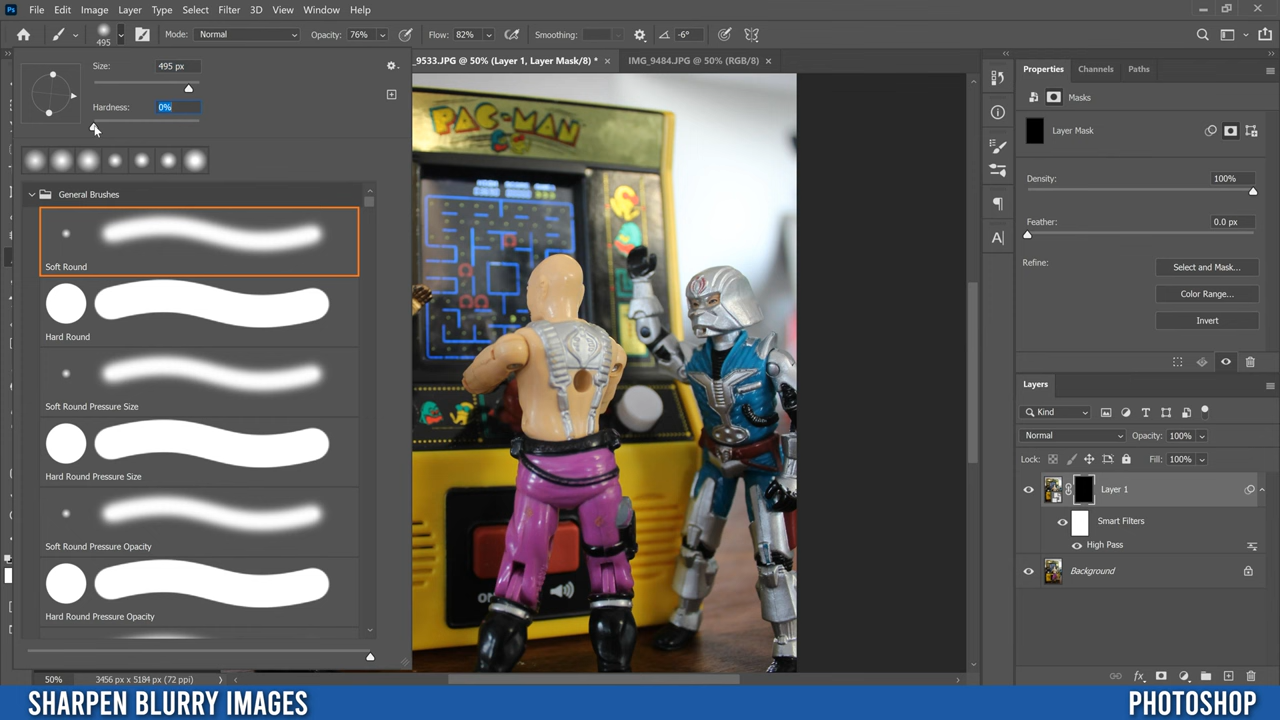 Ps File Edit Image Layer Type Select Filter 3D View Window Help
495 Mode: Normal Opacity: 76% Flow: 82% Smoothing: -6°
_9533.JPG @ 50% (Layer 1, Layer Mask/8) * × IMG_9484.JPG @ 50% (RGB/8) ×
Size: 495 px
Hardness: 0%
General Brushes
Soft Round
Hard Round
Soft Round Pressure Size
Hard Round Pressure Size
Soft Round Pressure Opacity
Hard Round Pressure Opacity
PAC-MAN
Properties Channels Paths
Masks
Layer Mask
Density: 100%
Feather: 0.0 px
Refine: Select and Mask...
Color Range...
Invert
Layers
Kind
Normal Opacity: 100%
Lock: Fill: 100%
Layer 1
Smart Filters
High Pass
Background
50% 3456 px x 5184 px (72 ppi)
SHARPEN BLURRY IMAGES PHOTOSHOP